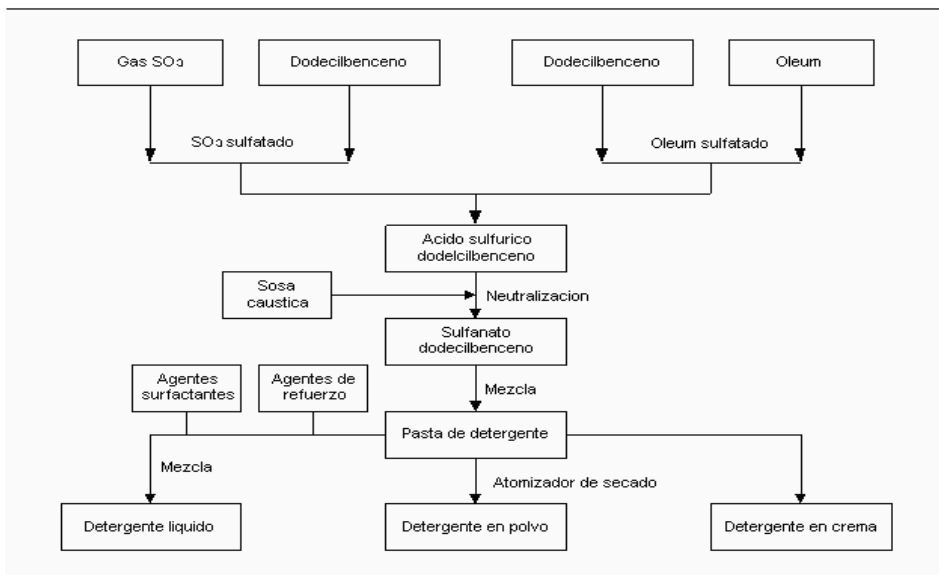 Gas SO₃
Dodecilbenceno
Dodecilbenceno
Oleum
SO₃ sulfatado
Oleum sulfatado
Acido sulfurico
dodelcilbenceno
Sosa
caustica
Neutralizacion
Sulfanato
dodecilbenceno
Agentes
surfactantes
Agentes de
refuerzo
Mezcla
Pasta de detergente
Mezcla
Atomizador de secado
Detergente liquido
Detergente en polvo
Detergente en crema